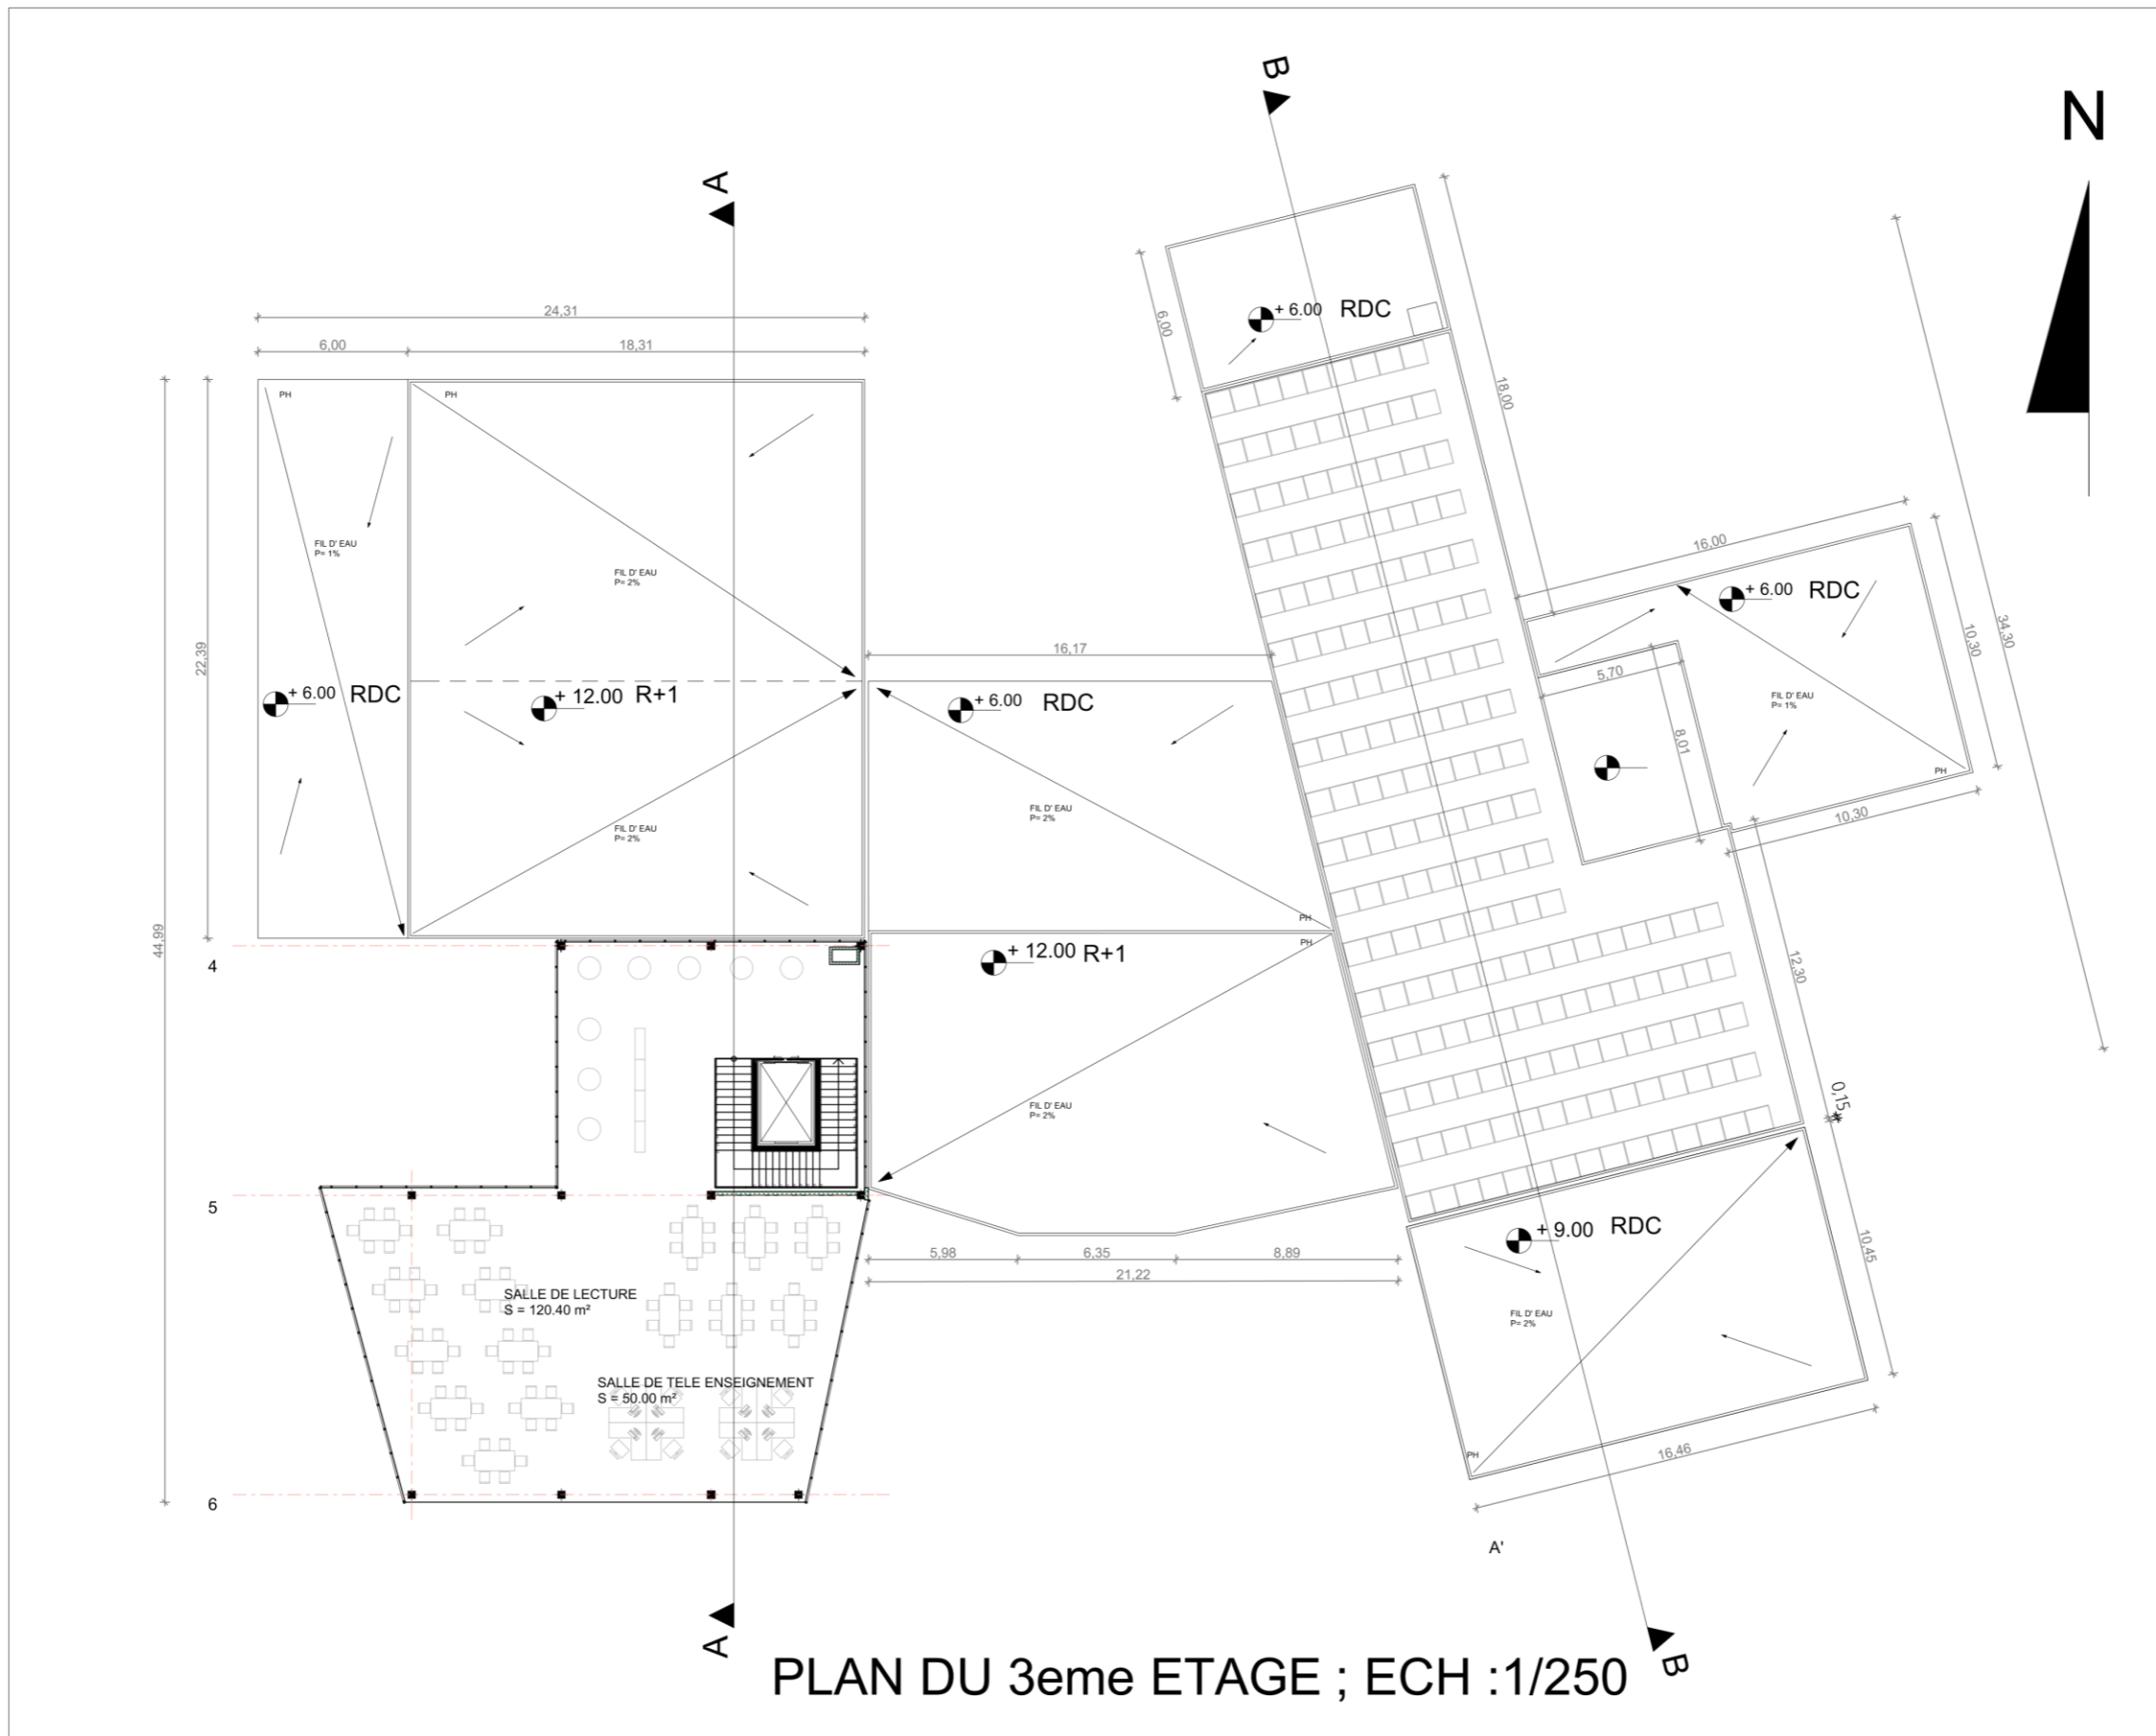 B
N
A
+ 6.00 RDC
6,00
18,00
24,31
6,00
18,31
PH
PH
FIL D' EAU
P= 1%
FIL D' EAU
P= 2%
16,00
+ 6.00 RDC
10,30
34,30
22,39
16,17
5,70
8,01
FIL D' EAU
P= 1%
PH
10,30
+ 6.00 RDC
+ 12.00 R+1
+ 6.00 RDC
FIL D' EAU
P= 2%
FIL D' EAU
P= 2%
PH
PH
44,99
4
+ 12.00 R+1
12,30
FIL D' EAU
P= 2%
0,15
5
5,98
6,35
8,89
21,22
+ 9.00 RDC
10,45
SALLE DE LECTURE
S = 120.40 m²
FIL D' EAU
P= 2%
SALLE DE TELE ENSEIGNEMENT
S = 50.00 m²
PH
16,46
6
A'
A
B
PLAN DU 3eme ETAGE ; ECH :1/250